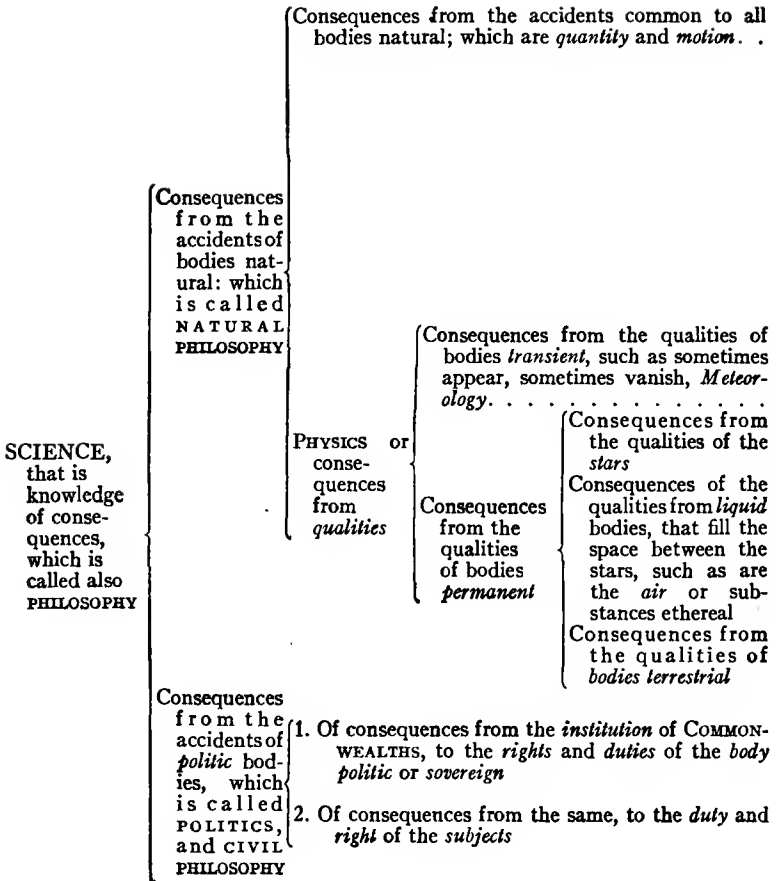 SCIENCE,
that is
knowledge
of conse-
quences,
which is
called also
PHILOSOPHY
Consequences
from the
accidents of
bodies nat-
ural: which
is called
NATURAL
PHILOSOPHY
Consequences from the accidents common to all
bodies natural; which are quantity and motion. .
PHYSICS or
conse-
quences
from
qualities
Consequences from the qualities of
bodies transient, such as sometimes
appear, sometimes vanish, Meteor-
ology. . . . . . . . . . . . . . .
Consequences
from the
qualities
of bodies
permanent
Consequences from
the qualities of the
stars
Consequences of the
qualities from liquid
bodies, that fill the
space between the
stars, such as are
the air or sub-
stances ethereal
Consequences from
the qualities of
bodies terrestrial
Consequences
from the
accidents of
politic bod-
ies, which
is called
POLITICS,
and CIVIL
PHILOSOPHY
1. Of consequences from the institution of COMMON-
WEALTHS, to the rights and duties of the body
politic or sovereign
2. Of consequences from the same, to the duty and
right of the subjects